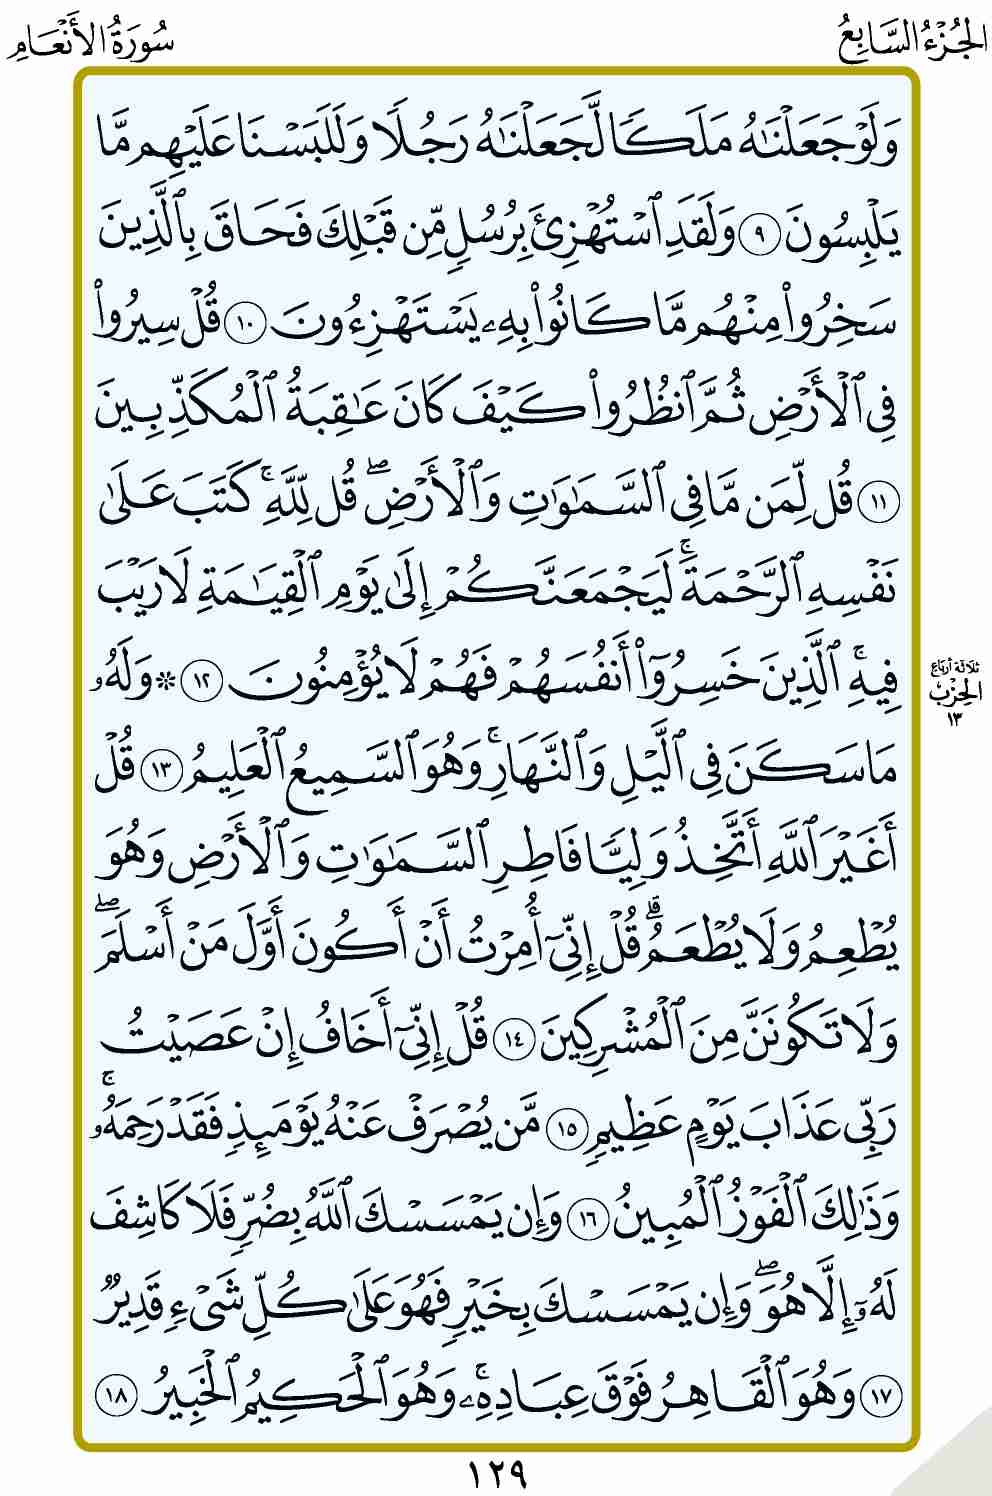 الجُزْءُ السَّابِعُ
سُورَةُ الأَنْعَامِ
وَلَوْ جَعَلْنَٰهُ مَلَكًا لَّجَعَلْنَٰهُ رَجُلًا وَلَلَبَسْنَا عَلَيْهِم مَّا
يَلْبِسُونَ ٩ وَلَقَدِ ٱسْتُهْزِئَ بِرُسُلٍ مِّن قَبْلِكَ فَحَاقَ بِٱلَّذِينَ
سَخِرُوا۟ مِنْهُم مَّا كَانُوا۟ بِهِۦ يَسْتَهْزِءُونَ ١٠ قُلْ سِيرُوا۟
فِى ٱلْأَرْضِ ثُمَّ ٱنظُرُوا۟ كَيْفَ كَانَ عَٰقِبَةُ ٱلْمُكَذِّبِينَ
١١ قُل لِّمَن مَّا فِى ٱلسَّمَٰوَٰتِ وَٱلْأَرْضِ ۖ قُل لِّلَّهِ ۚ كَتَبَ عَلَىٰ
نَفْسِهِ ٱلرَّحْمَةَ ۚ لَيَجْمَعَنَّكُمْ إِلَىٰ يَوْمِ ٱلْقِيَٰمَةِ لَا رَيْبَ
فِيهِ ۚ ٱلَّذِينَ خَسِرُوٓا۟ أَنفُسَهُمْ فَهُمْ لَا يُؤْمِنُونَ ١٢ ۞ وَلَهُۥ
مَا سَكَنَ فِى ٱلَّيْلِ وَٱلنَّهَارِ ۚ وَهُوَ ٱلسَّمِيعُ ٱلْعَلِيمُ ١٣ قُلْ
أَغَيْرَ ٱللَّهِ أَتَّخِذُ وَلِيًّا فَاطِرِ ٱلسَّمَٰوَٰتِ وَٱلْأَرْضِ وَهُوَ
يُطْعِمُ وَلَا يُطْعَمُ ۗ قُلْ إِنِّىٓ أُمِرْتُ أَنْ أَكُونَ أَوَّلَ مَنْ أَسْلَمَ ۖ
وَلَا تَكُونَنَّ مِنَ ٱلْمُشْرِكِينَ ١٤ قُلْ إِنِّىٓ أَخَافُ إِنْ عَصَيْتُ
رَبِّى عَذَابَ يَوْمٍ عَظِيمٍ ١٥ مَّن يُصْرَفْ عَنْهُ يَوْمَئِذٍ فَقَدْ رَحِمَهُۥ ۚ
وَذَٰلِكَ ٱلْفَوْزُ ٱلْمُبِينُ ١٦ وَإِن يَمْسَسْكَ ٱللَّهُ بِضُرٍّ فَلَا كَاشِفَ
لَهُۥٓ إِلَّا هُوَ ۖ وَإِن يَمْسَسْكَ بِخَيْرٍ فَهُوَ عَلَىٰ كُلِّ شَىْءٍ قَدِيرٌ
١٧ وَهُوَ ٱلْقَاهِرُ فَوْقَ عِبَادِهِۦ ۚ وَهُوَ ٱلْحَكِيمُ ٱلْخَبِيرُ ١٨
ثلاثة أرباع
الحِزْب
١٣
١٢٩